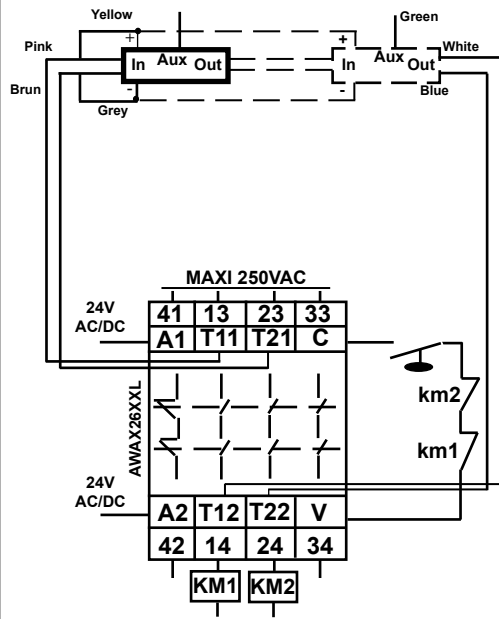 Yellow
Green
Pink
+
+
White
In Aux Out
In Aux Out
Brun
-
-
Blue
Grey
MAXI 250VAC
24V
AC/DC
41 13 23 33
A1 T11 T21 C
km2
AWAX26XXL
km1
24V
AC/DC
A2 T12 T22 V
42 14 24 34
KM1 KM2